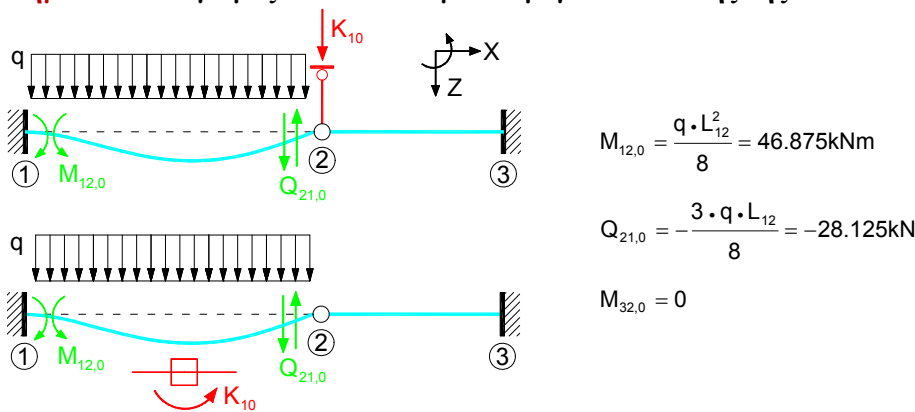 K₁₀
q
X
Z
① M₁₂,₀ Q₂₁,₀ ② ③
q
① M₁₂,₀ Q₂₁,₀ ② ③
K₁₀
M₁₂,₀ = q • L₁₂² / 8 = 46.875kNm
Q₂₁,₀ = − 3 • q • L₁₂ / 8 = −28.125kN
M₃₂,₀ = 0